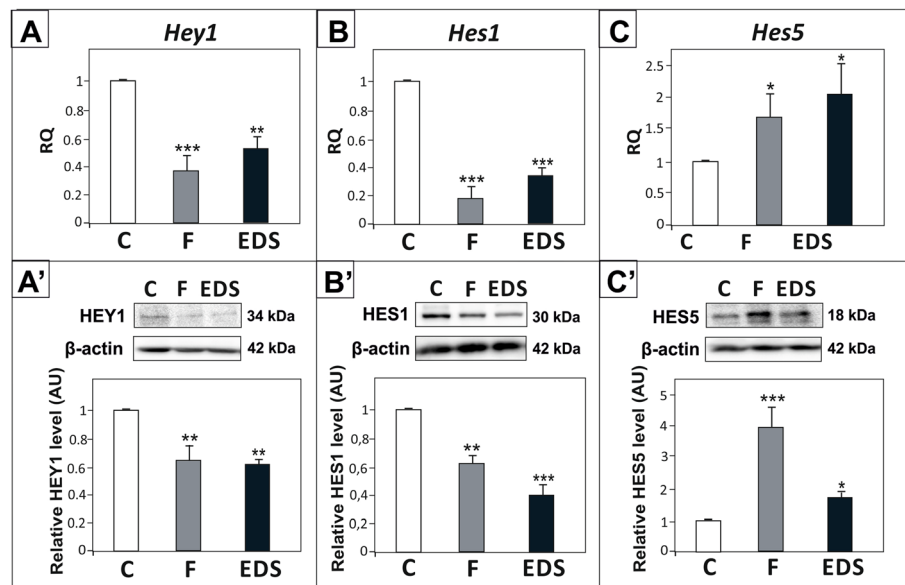 A
Hey1
RQ
1
0.8
0.6
0.4
0.2
0
***
**
C F EDS
B
Hes1
RQ
1
0.8
0.6
0.4
0.2
0
***
***
C F EDS
C
Hes5
RQ
2.5
2
1.5
1
0.5
0
*
*
C F EDS
A’
C F EDS
HEY1 34 kDa
β-actin 42 kDa
Relative HEY1 level (AU)
1
0,8
0,6
0,4
0,2
0
**
**
C F EDS
B’
C F EDS
HES1 30 kDa
β-actin 42 kDa
Relative HES1 level (AU)
1
0,8
0,6
0,4
0,2
0
**
***
C F EDS
C’
C F EDS
HES5 18 kDa
β-actin 42 kDa
Relative HES5 level (AU)
5
4
3
2
1
0
***
*
C F EDS